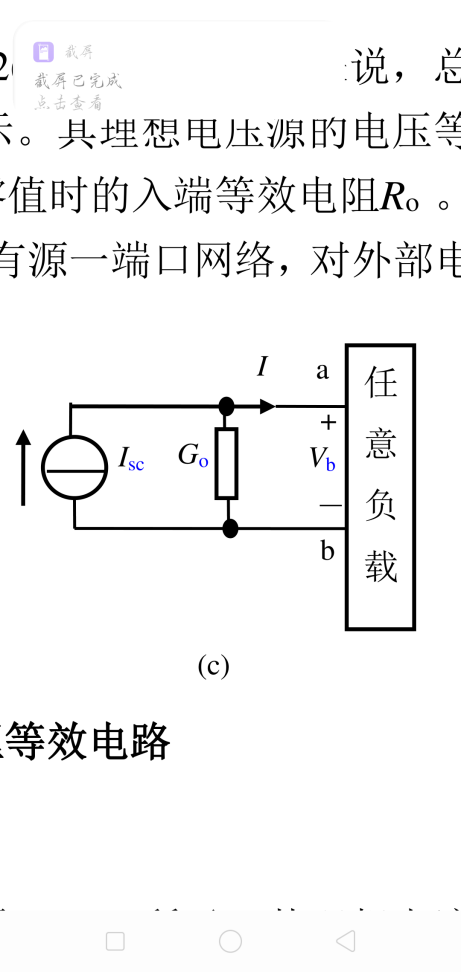 截屏
截屏已完成
点击查看
说，总
示。其理想电压源的电压等
值时的入端等效电阻Ro。
有源一端口网络，对外部电
I a
任意负载
+
Isc Go Vb
−
b
(c)
等效电路